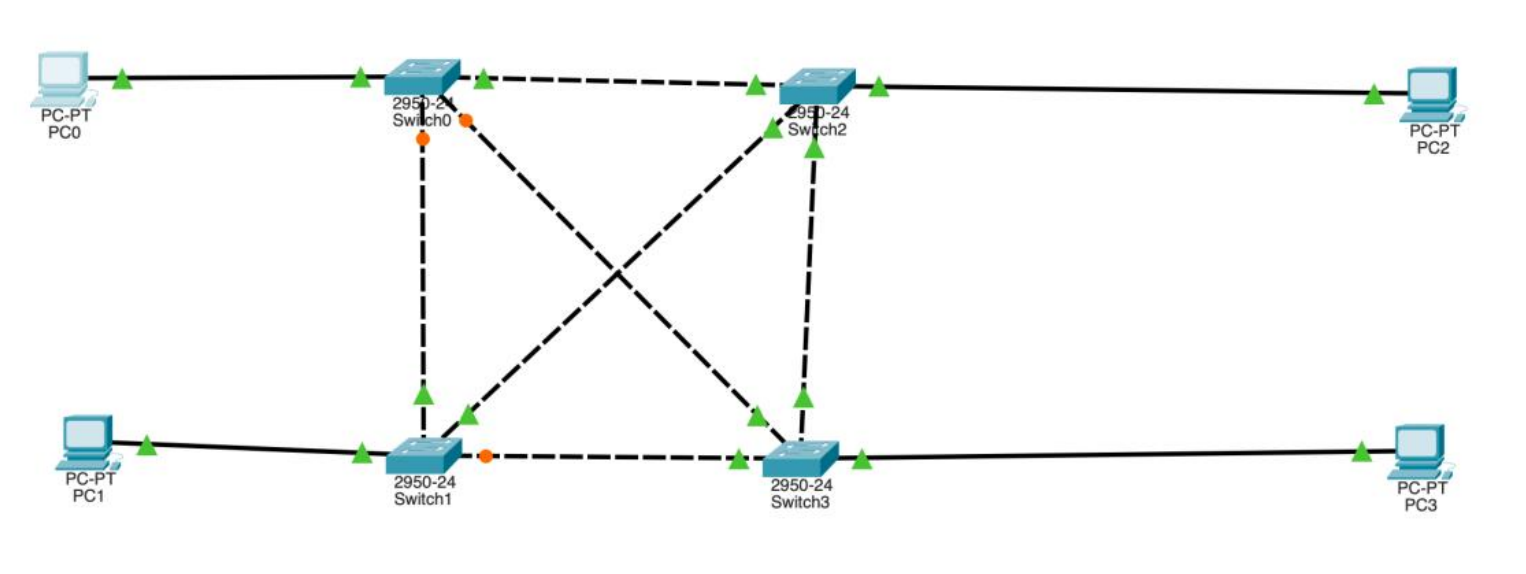 PC-PT
PC0
2950-24
Switch0
2950-24
Switch2
PC-PT
PC2
PC-PT
PC1
2950-24
Switch1
2950-24
Switch3
PC-PT
PC3